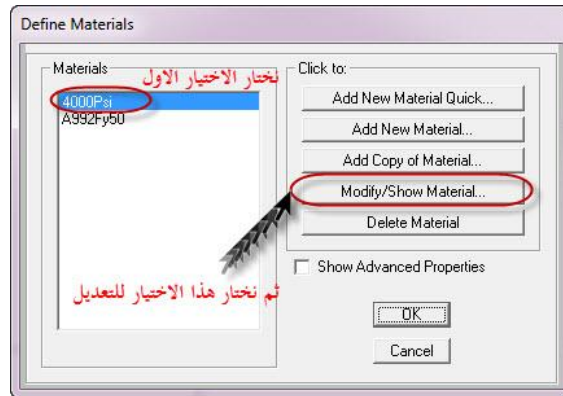 Define Materials
Materials
نختار الاختيار الاول
4000Psi
A992Fy50
Click to:
Add New Material Quick...
Add New Material...
Add Copy of Material...
Modify/Show Material...
Delete Material
Show Advanced Properties
ثم نختار هذا الاختيار للتعديل
OK
Cancel